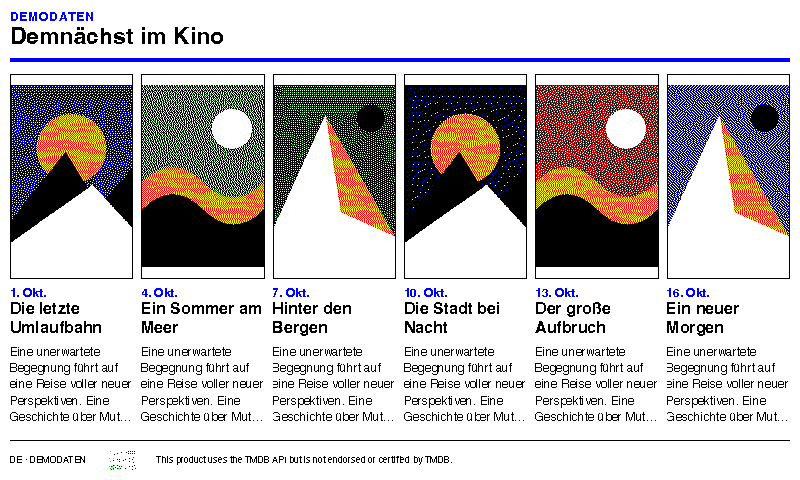 DEMODATEN
Demnächst im Kino
1. Okt.
Die letzte
Umlaufbahn
Eine unerwartete
Begegnung führt auf
eine Reise voller neuer
Perspektiven. Eine
Geschichte über Mut…
4. Okt.
Ein Sommer am
Meer
Eine unerwartete
Begegnung führt auf
eine Reise voller neuer
Perspektiven. Eine
Geschichte über Mut…
7. Okt.
Hinter den
Bergen
Eine unerwartete
Begegnung führt auf
eine Reise voller neuer
Perspektiven. Eine
Geschichte über Mut…
10. Okt.
Die Stadt bei
Nacht
Eine unerwartete
Begegnung führt auf
eine Reise voller neuer
Perspektiven. Eine
Geschichte über Mut…
13. Okt.
Der große
Aufbruch
Eine unerwartete
Begegnung führt auf
eine Reise voller neuer
Perspektiven. Eine
Geschichte über Mut…
16. Okt.
Ein neuer
Morgen
Eine unerwartete
Begegnung führt auf
eine Reise voller neuer
Perspektiven. Eine
Geschichte über Mut…
DE · DEMODATEN
This product uses the TMDB API but is not endorsed or certified by TMDB.